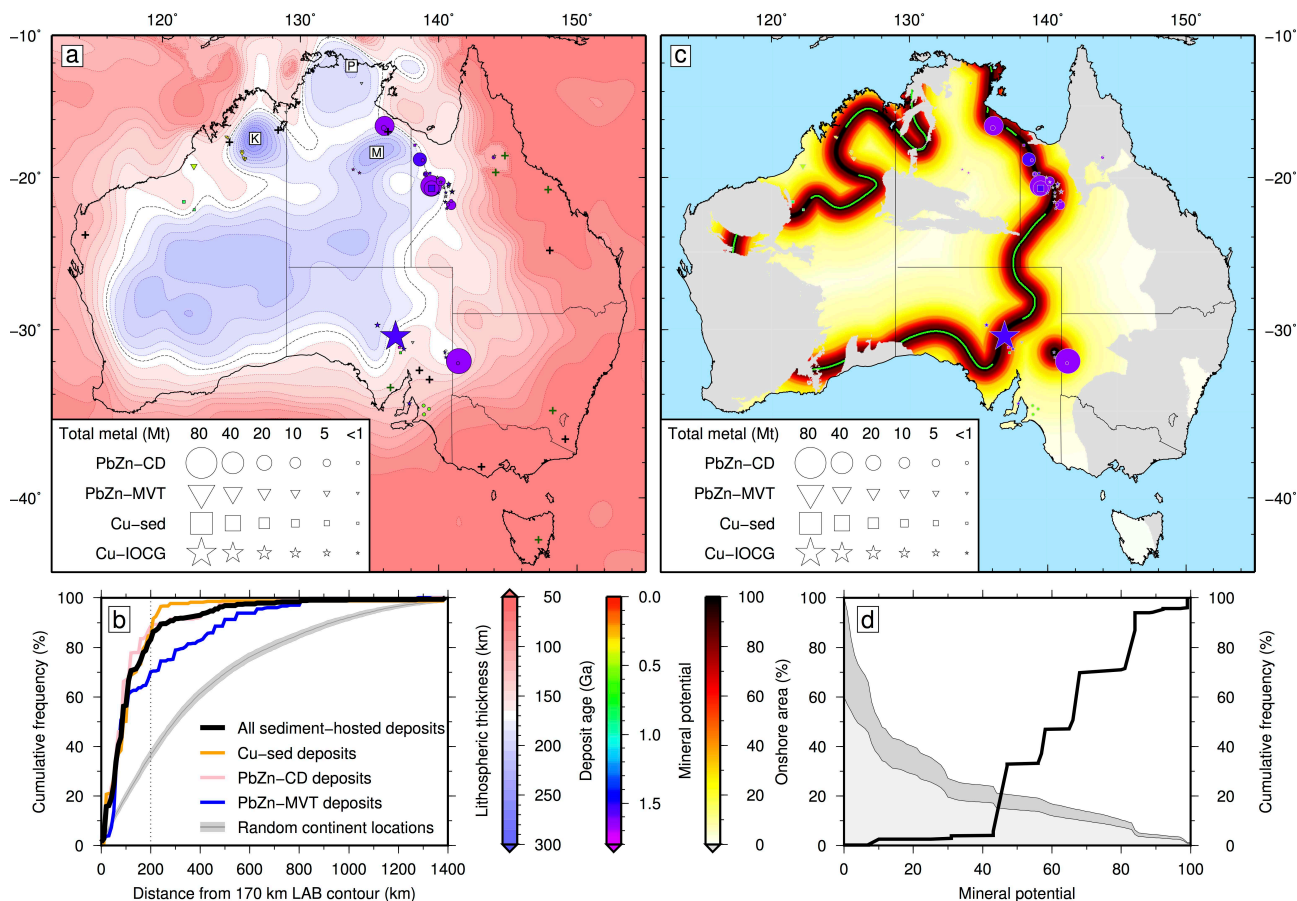 120° 130° 140° 150°
120° 130° 140° 150°
−10°
−20°
−30°
−40°
a
P
K
M
Total metal (Mt) 80 40 20 10 5 <1
PbZn−CD
PbZn−MVT
Cu−sed
Cu−IOCG
c
−10°
−20°
−30°
−40°
Total metal (Mt) 80 40 20 10 5 <1
PbZn−CD
PbZn−MVT
Cu−sed
Cu−IOCG
b
Cumulative frequency (%)
100
80
60
40
20
0
All sediment−hosted deposits
Cu−sed deposits
PbZn−CD deposits
PbZn−MVT deposits
Random continent locations
0 200 400 600 800 1000 1200 1400
Distance from 170 km LAB contour (km)
Lithospheric thickness (km)
50
100
150
200
250
300
Deposit age (Ga)
0.0
0.5
1.0
1.5
Mineral potential
100
80
60
40
20
0
d
Onshore area (%)
100
80
60
40
20
0
Cumulative frequency (%)
100
80
60
40
20
0
0 20 40 60 80 100
Mineral potential